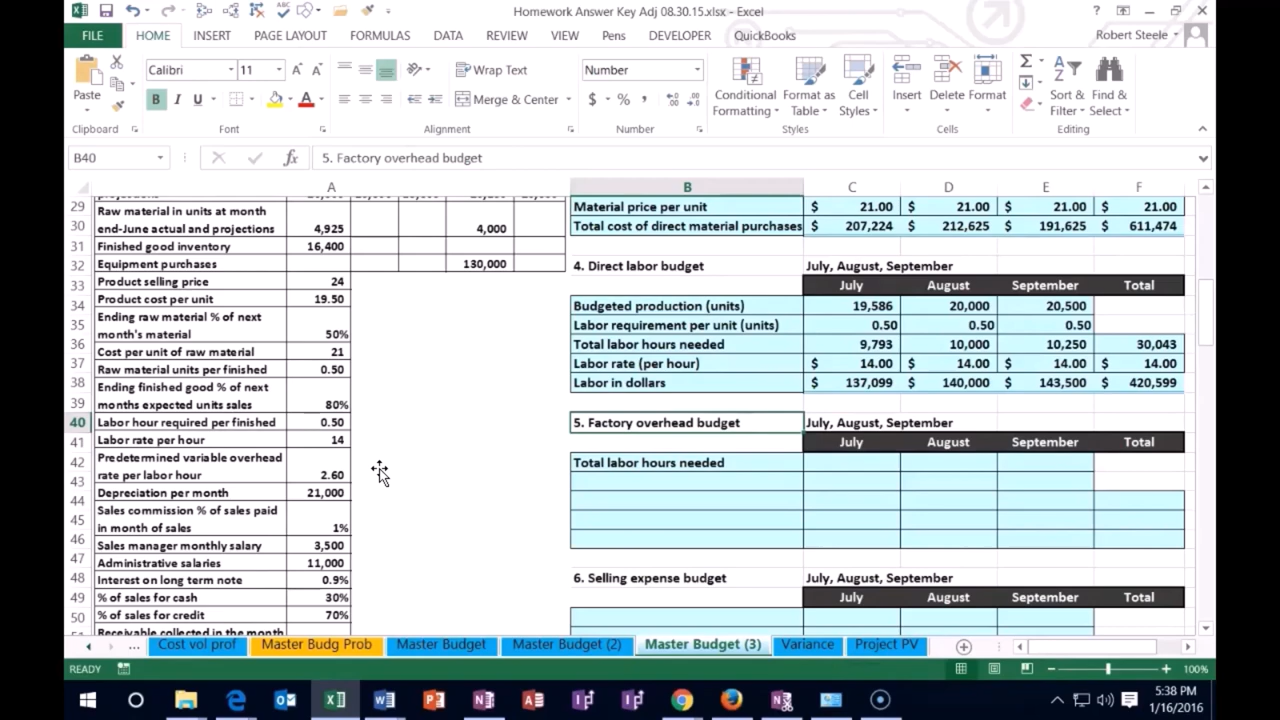 Homework Answer Key Adj 08.30.15.xlsx - Excel
?
FILE HOME INSERT PAGE LAYOUT FORMULAS DATA REVIEW VIEW Pens DEVELOPER QuickBooks Robert Steele
Calibri 11 Wrap Text Number
Paste B I U Merge & Center $ % , Conditional Formatting Format as Table Cell Styles Insert Delete Format Sort & Filter Find & Select
Clipboard Font Alignment Number Styles Cells Editing
B40 fx 5. Factory overhead budget
A B C D E F
29 Material price per unit $ 21.00 $ 21.00 $ 21.00 $ 21.00
Raw material in units at month
30 end-June actual and projections 4,925 4,000 Total cost of direct material purchases $ 207,224 $ 212,625 $ 191,625 $ 611,474
31 Finished good inventory 16,400
32 Equipment purchases 130,000 4. Direct labor budget July, August, September
33 Product selling price 24 July August September Total
34 Product cost per unit 19.50 Budgeted production (units) 19,586 20,000 20,500
Ending raw material % of next
35 month's material 50% Labor requirement per unit (units) 0.50 0.50 0.50
36 Cost per unit of raw material 21 Total labor hours needed 9,793 10,000 10,250 30,043
37 Raw material units per finished 0.50 Labor rate (per hour) $ 14.00 $ 14.00 $ 14.00 $ 14.00
38 Ending finished good % of next Labor in dollars $ 137,099 $ 140,000 $ 143,500 $ 420,599
39 months expected units sales 80%
40 Labor hour required per finished 0.50 5. Factory overhead budget July, August, September
41 Labor rate per hour 14 July August September Total
42 Predetermined variable overhead Total labor hours needed
rate per labor hour 2.60
43 Depreciation per month 21,000
44 Sales commission % of sales paid
45 in month of sales 1%
46 Sales manager monthly salary 3,500
47 Administrative salaries 11,000
48 Interest on long term note 0.9% 6. Selling expense budget July, August, September
49 % of sales for cash 30% July August September Total
50 % of sales for credit 70%
Receivable collected in the month
... Cost vol prof Master Budg Prob Master Budget Master Budget (2) Master Budget (3) Variance Project PV
READY 100%
5:38 PM
1/16/2016